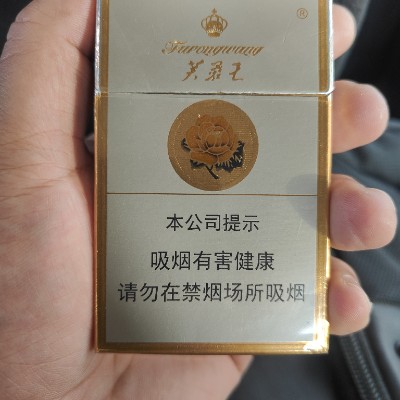 ®
Furongwang
芙蓉王
本公司提示
吸烟有害健康
请勿在禁烟场所吸烟